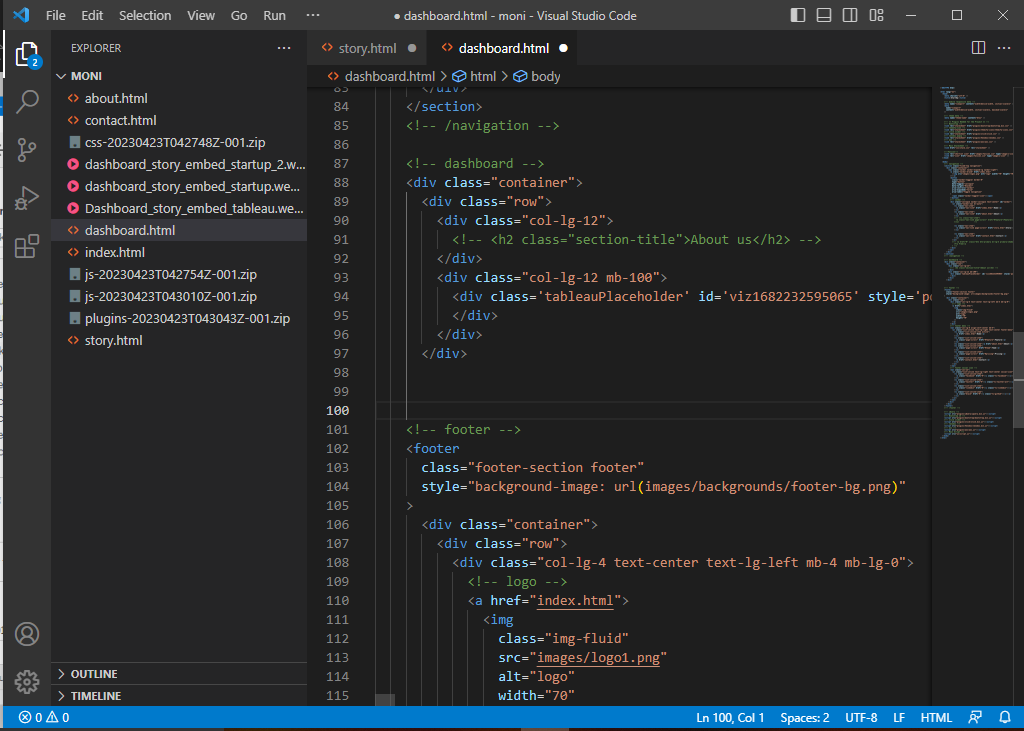 File Edit Selection View Go Run ··· ● dashboard.html - moni - Visual Studio Code
EXPLORER ···
2
MONI
<> about.html
<> contact.html
css-20230423T042748Z-001.zip
dashboard_story_embed_startup_2.w...
dashboard_story_embed_startup.we...
Dashboard_story_embed_tableau.we...
<> dashboard.html
<> index.html
js-20230423T042754Z-001.zip
js-20230423T043010Z-001.zip
plugins-20230423T043043Z-001.zip
<> story.html
OUTLINE
TIMELINE
<> story.html ● <> dashboard.html ● ···
<> dashboard.html > html > body
83 </div>
84 </section>
85 <!-- /navigation -->
86
87 <!-- dashboard -->
88 <div class="container">
89 <div class="row">
90 <div class="col-lg-12">
91 <!-- <h2 class="section-title">About us</h2> -->
92 </div>
93 <div class="col-lg-12 mb-100">
94 <div class='tableauPlaceholder' id='viz1682232595065' style='po
95 </div>
96 </div>
97 </div>
98
99
100
101 <!-- footer -->
102 <footer
103 class="footer-section footer"
104 style="background-image: url(images/backgrounds/footer-bg.png)"
105 >
106 <div class="container">
107 <div class="row">
108 <div class="col-lg-4 text-center text-lg-left mb-4 mb-lg-0">
109 <!-- logo -->
110 <a href="index.html">
111 <img
112 class="img-fluid"
113 src="images/logo1.png"
114 alt="logo"
115 width="70"
0 0 Ln 100, Col 1 Spaces: 2 UTF-8 LF HTML